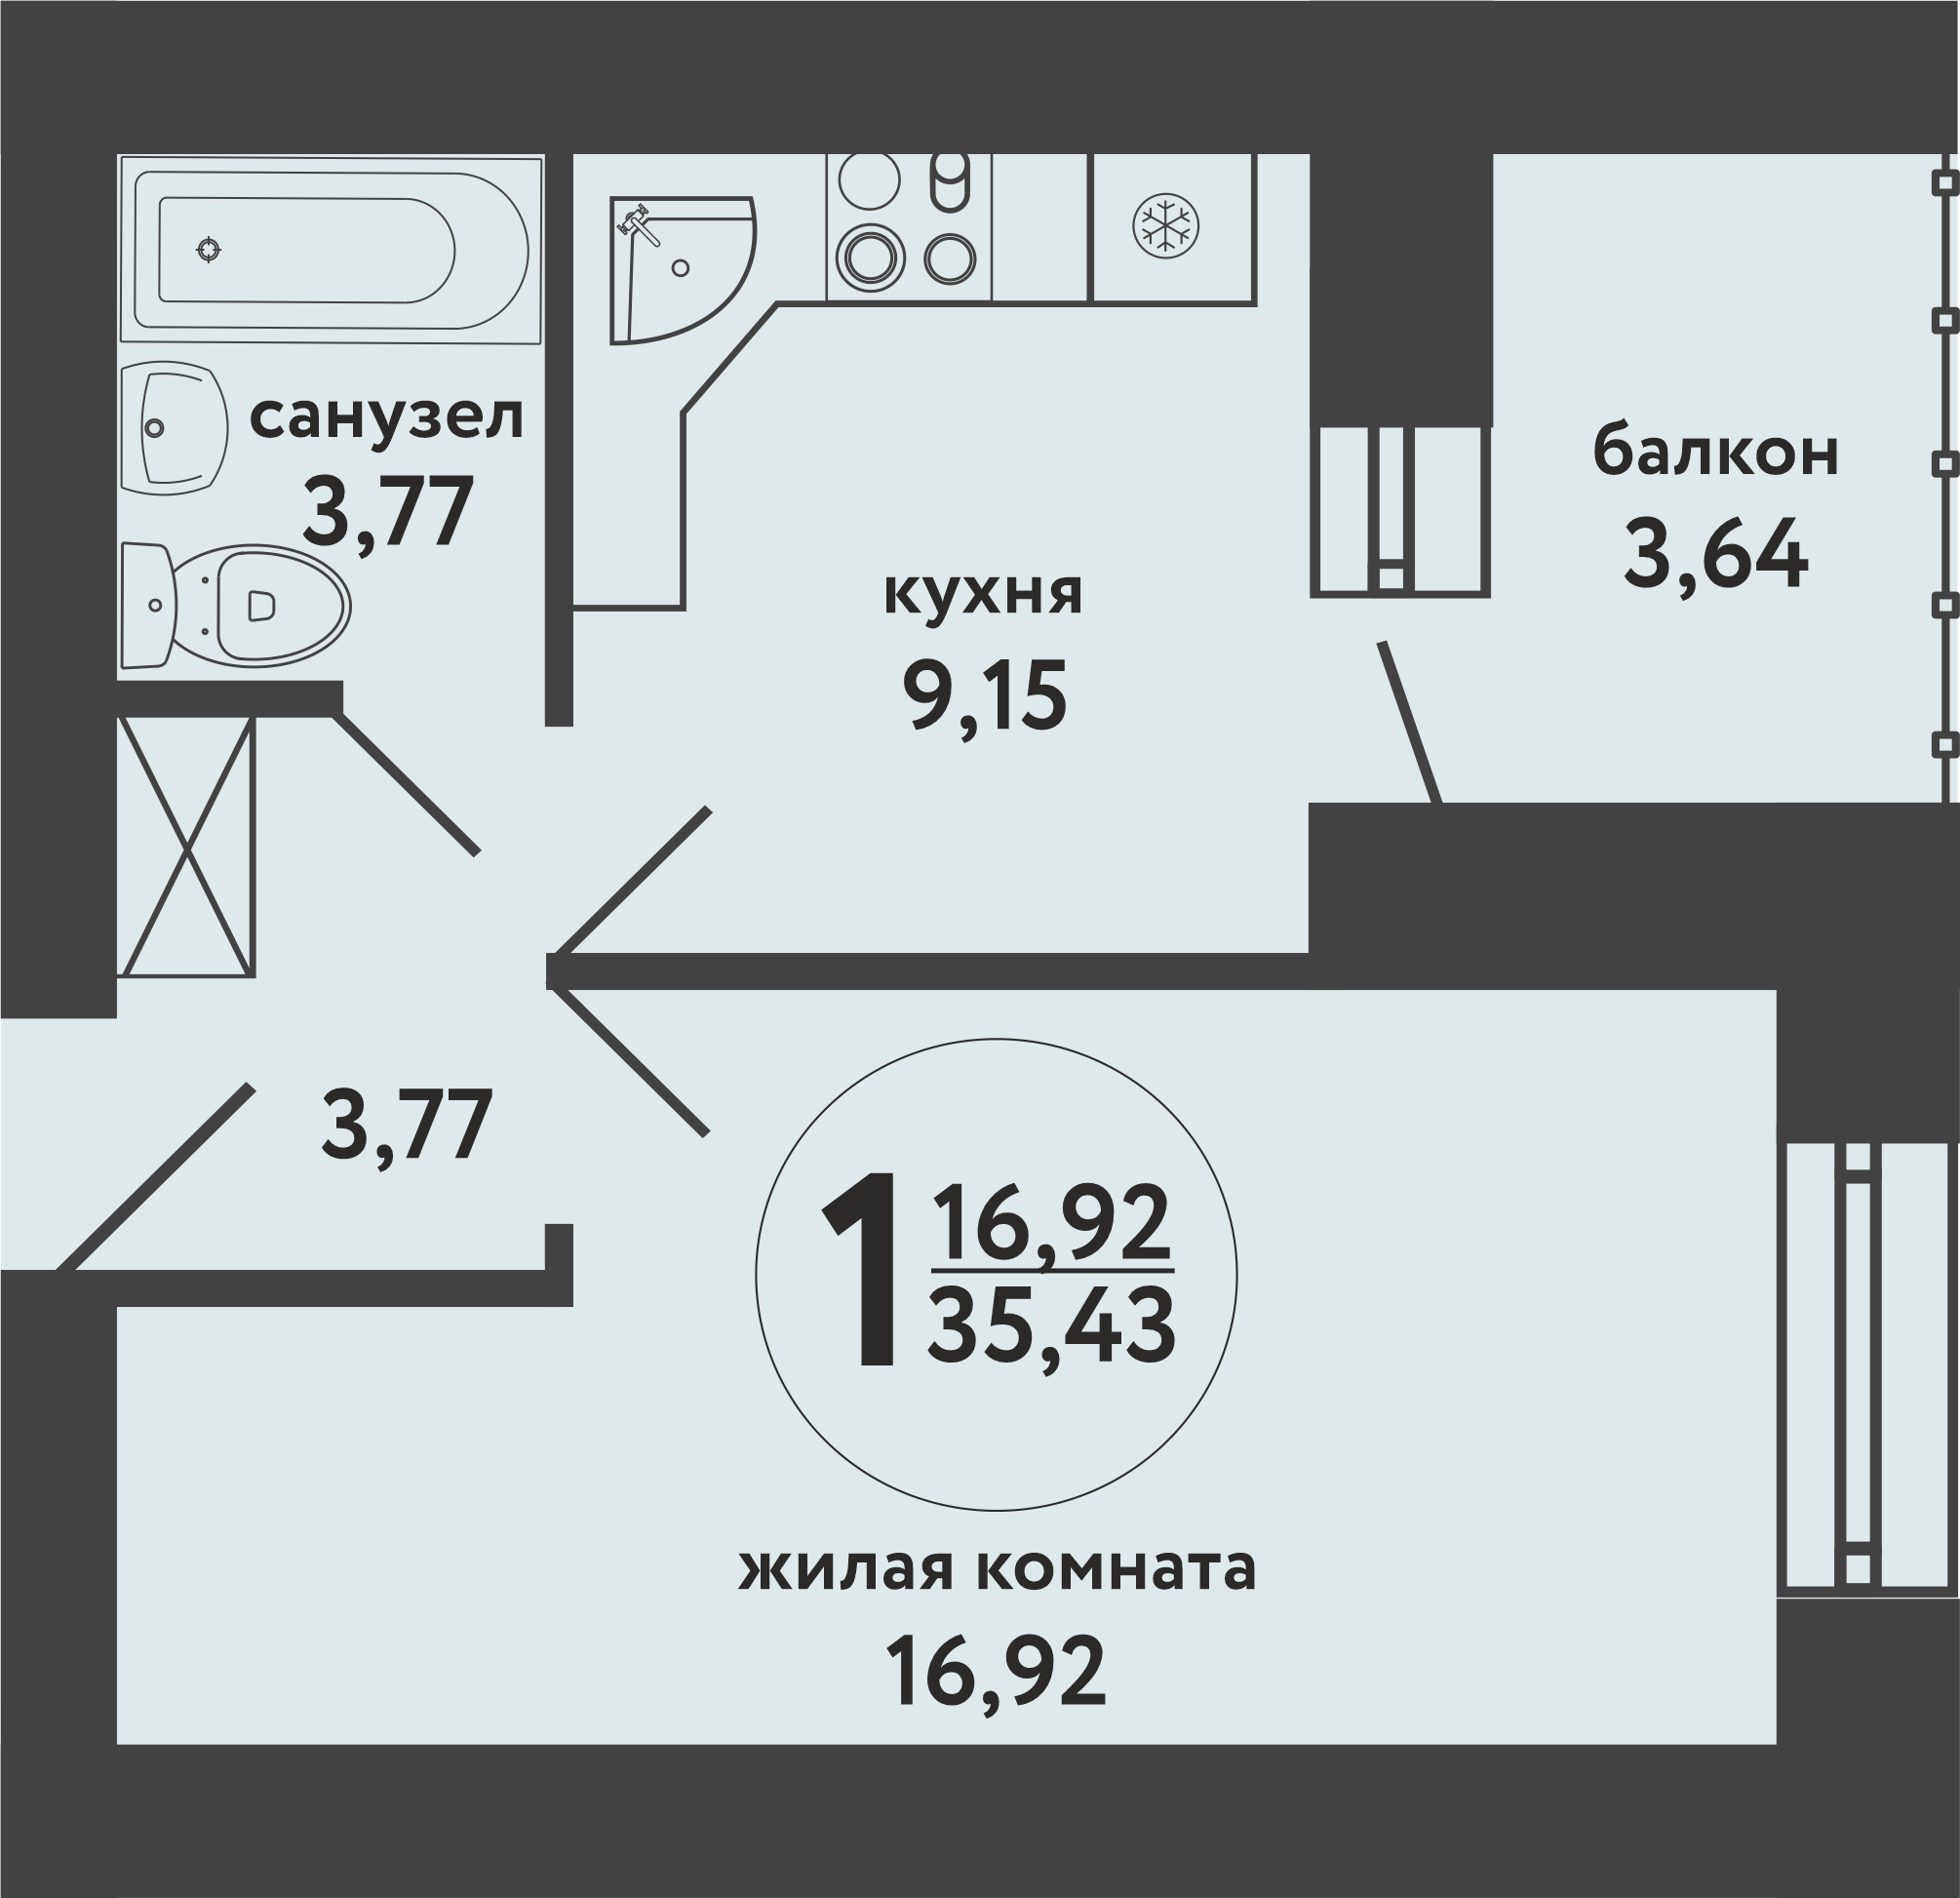 санузел
3,77
балкон
3,64
кухня
9,15
3,77
1
16,92
35,43
жилая комната
16,92